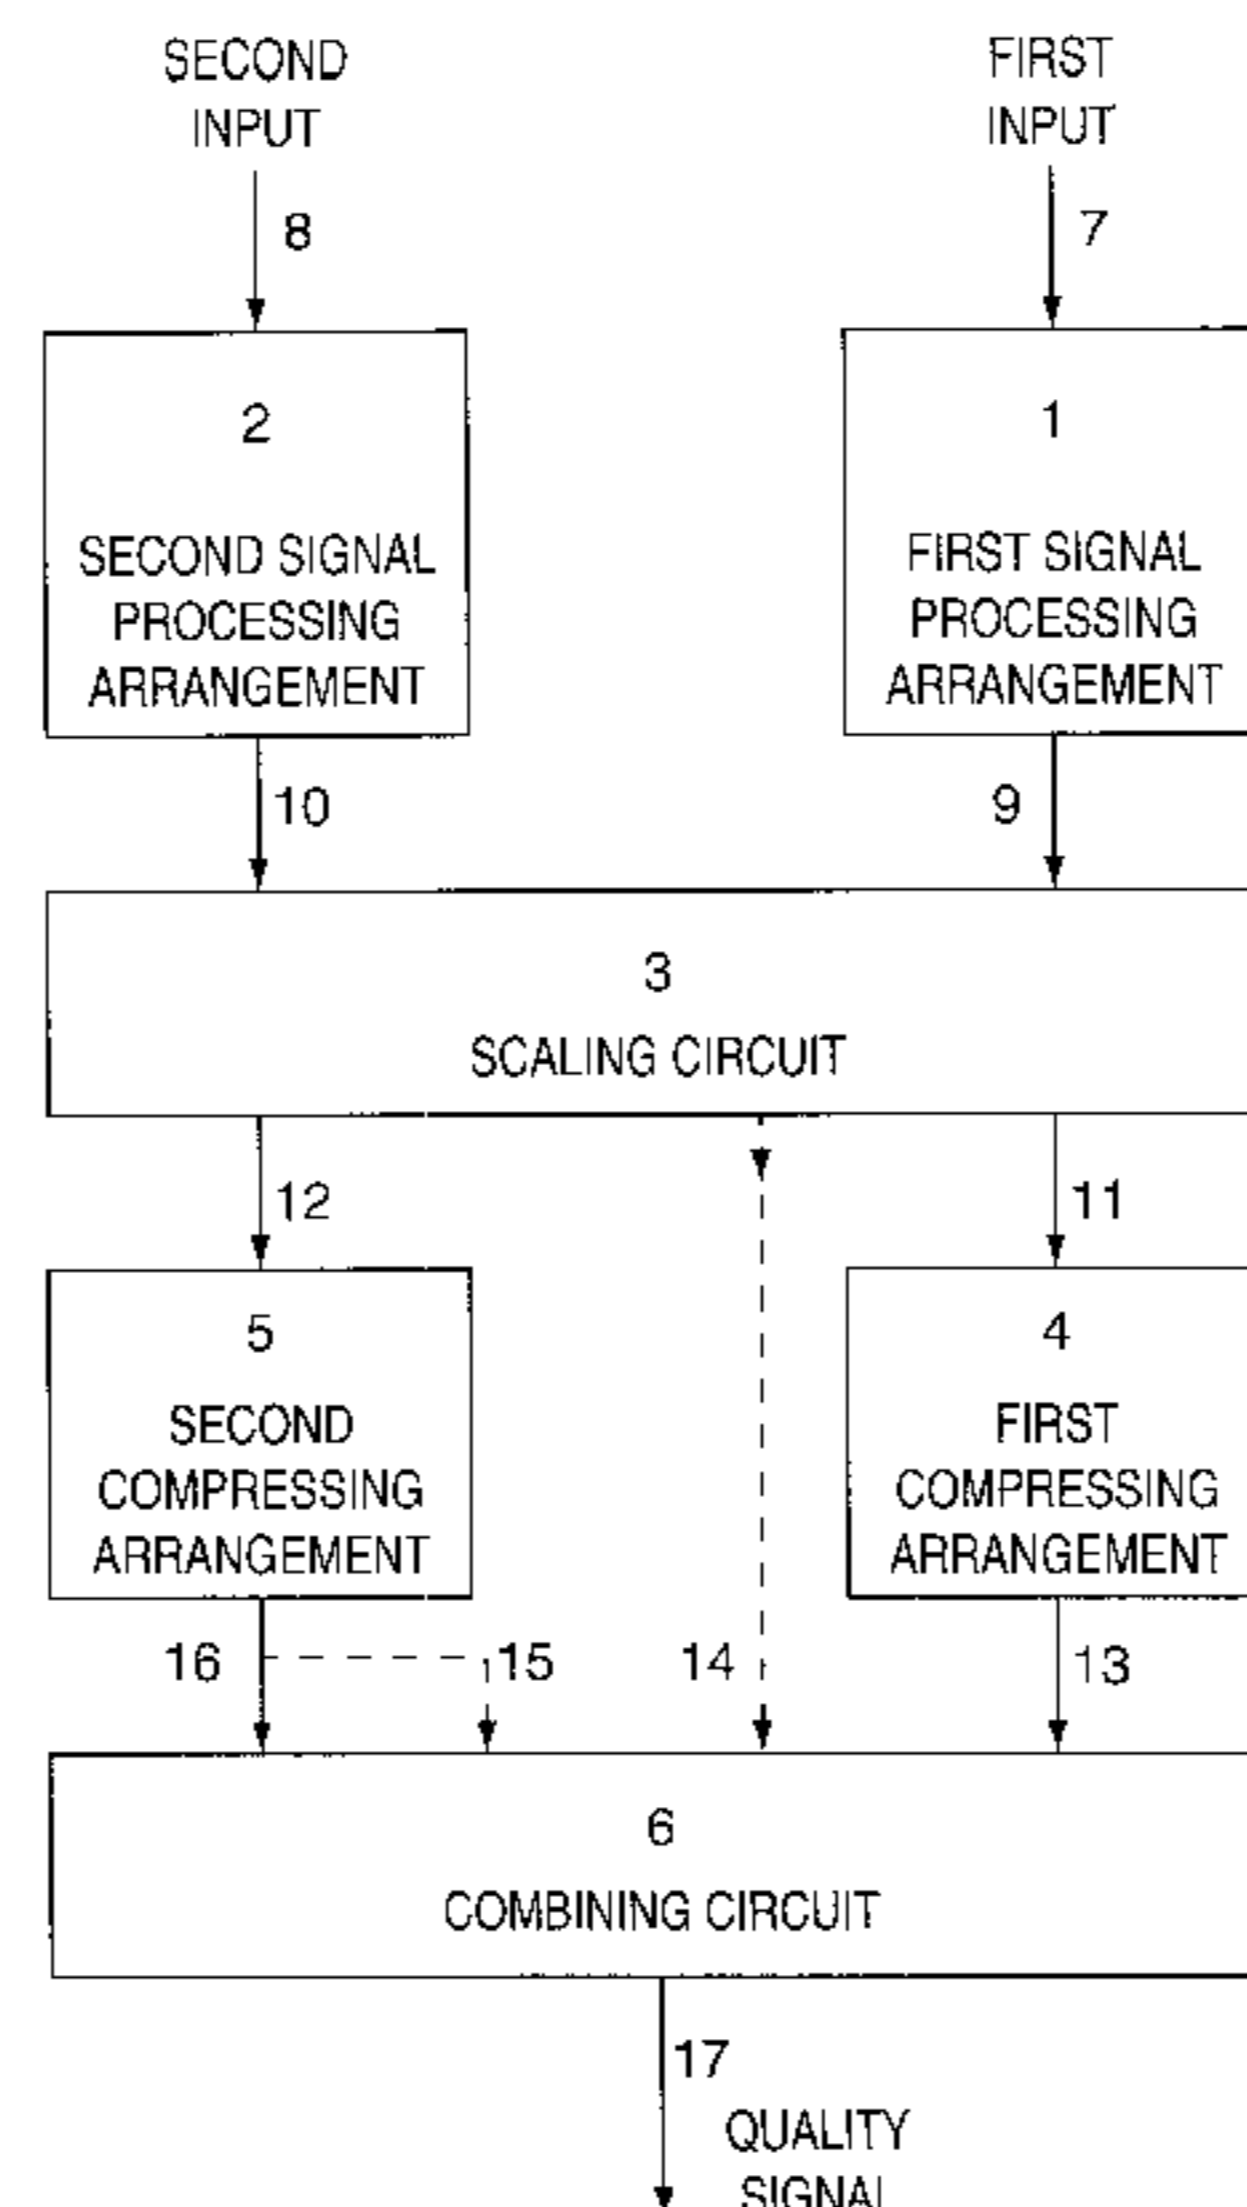 SECOND
INPUT
FIRST
INPUT
8
7
2
SECOND SIGNAL
PROCESSING
ARRANGEMENT
1
FIRST SIGNAL
PROCESSING
ARRANGEMENT
10
9
3
SCALING CIRCUIT
12
11
5
SECOND
COMPRESSING
ARRANGEMENT
4
FIRST
COMPRESSING
ARRANGEMENT
16
15
14
13
6
COMBINING CIRCUIT
17
QUALITY
SIGNAL